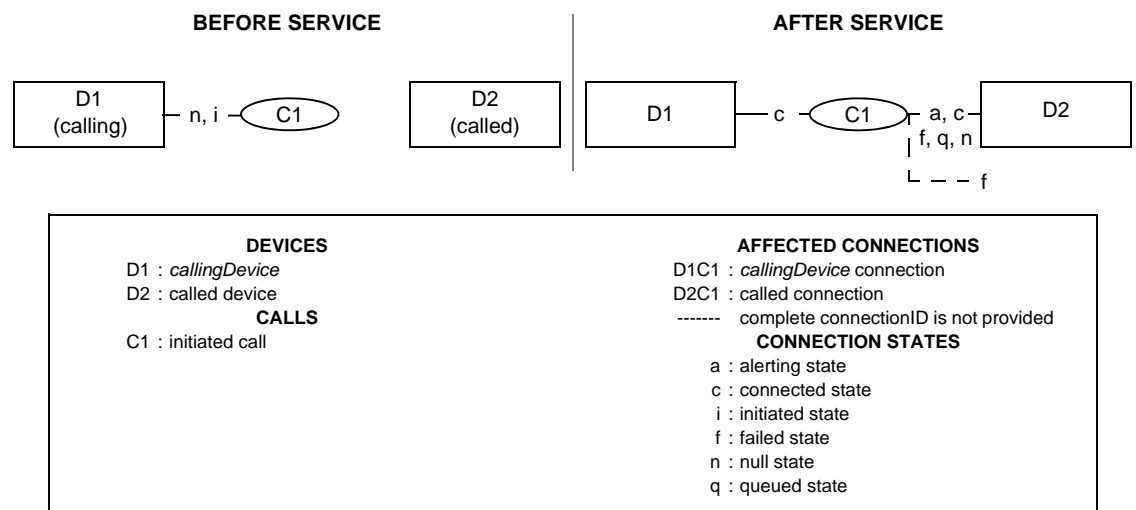 BEFORE SERVICE
AFTER SERVICE
D1
(calling)
n, i
C1
D2
(called)
D1
c
C1
a, c
f, q, n
D2
f
DEVICES
D1 : callingDevice
D2 : called device
CALLS
C1 : initiated call
AFFECTED CONNECTIONS
D1C1 : callingDevice connection
D2C1 : called connection
------- complete connectionID is not provided
CONNECTION STATES
a : alerting state
c : connected state
i : initiated state
f : failed state
n : null state
q : queued state